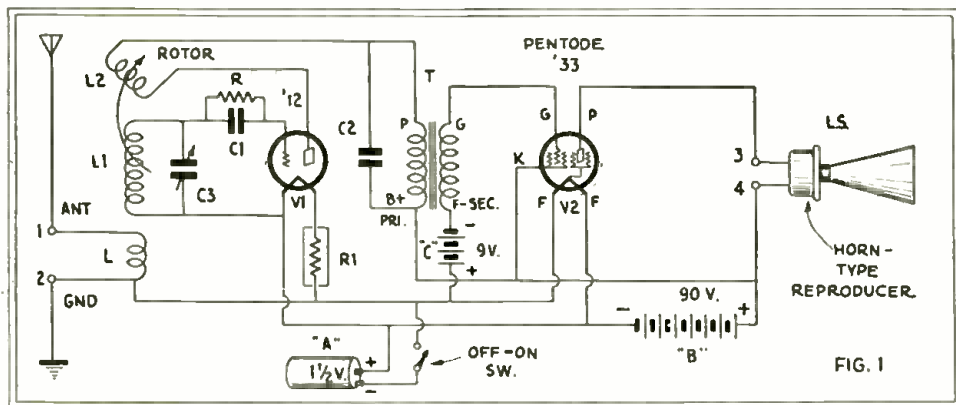 ROTOR
L2
R
'12
C1
L1
C3
V1
C2
T
P
G
B+
PRI.
F-SEC.
"C"
-
9V.
+
PENTODE
'33
G
P
K
F
V2
F
L.S.
3
4
HORN-
TYPE
REPRODUCER
ANT
1
L
2
GND
R1
"A"
1½V.
+
-
OFF-ON
SW.
90 V.
-
+
"B"
FIG. 1